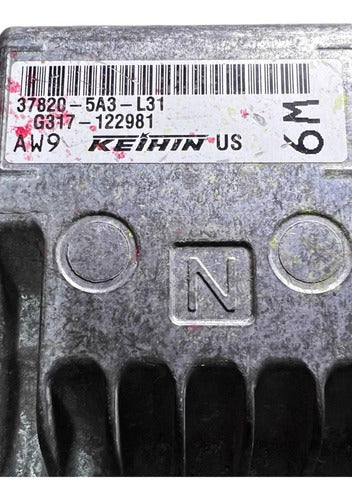 37820-5A3-L31
G317-122981
AW9 KEIHIN US
6M
N